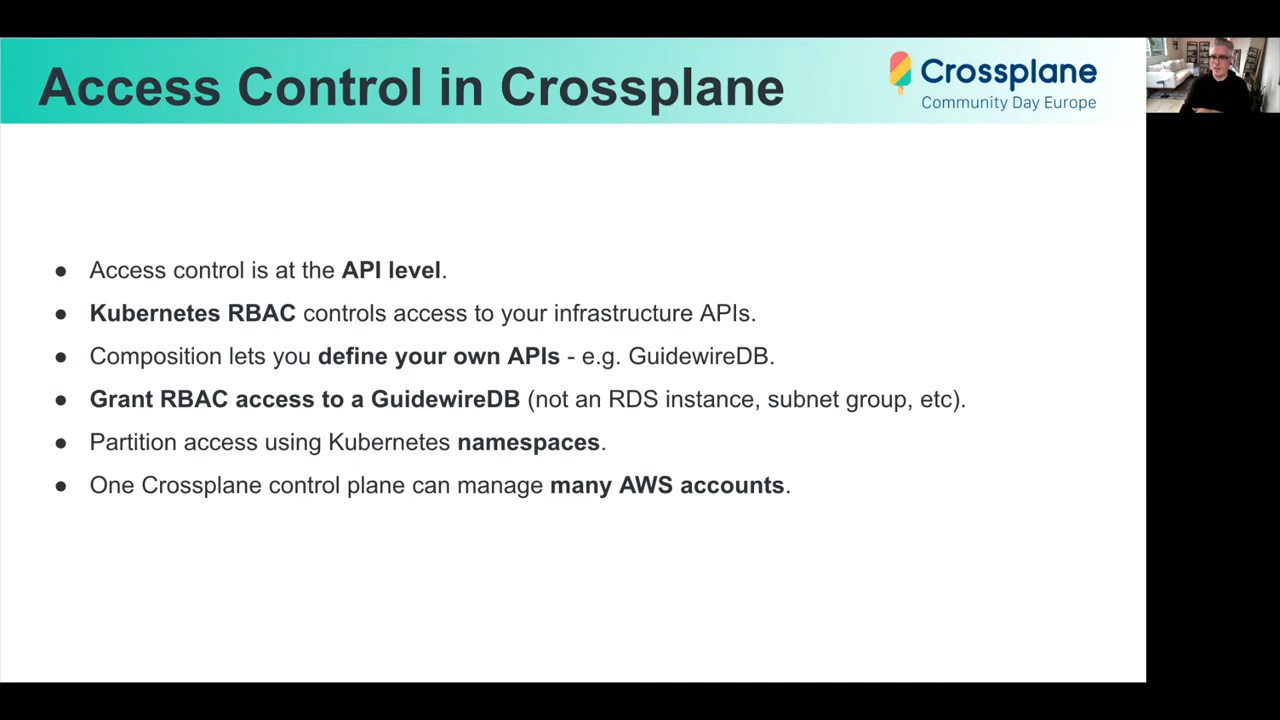 Access Control in Crossplane
Crossplane
Community Day Europe
● Access control is at the API level.
● Kubernetes RBAC controls access to your infrastructure APIs.
● Composition lets you define your own APIs - e.g. GuidewireDB.
● Grant RBAC access to a GuidewireDB (not an RDS instance, subnet group, etc).
● Partition access using Kubernetes namespaces.
● One Crossplane control plane can manage many AWS accounts.